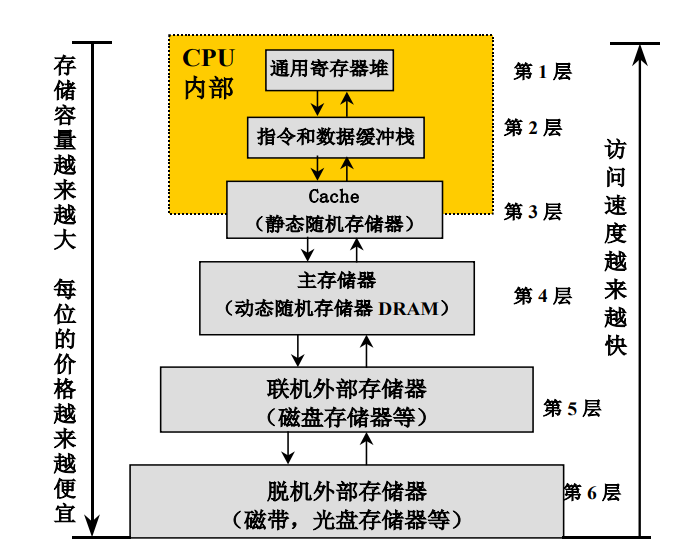 CPU
内部
通用寄存器堆
第 1 层
指令和数据缓冲栈
第 2 层
Cache
（静态随机存储器）
第 3 层
主存储器
（动态随机存储器 DRAM）
第 4 层
联机外部存储器
（磁盘存储器等）
第 5 层
脱机外部存储器
（磁带，光盘存储器等）
第 6 层
存储容量越来越大 每位的价格越来越便宜
访问速度越来越快